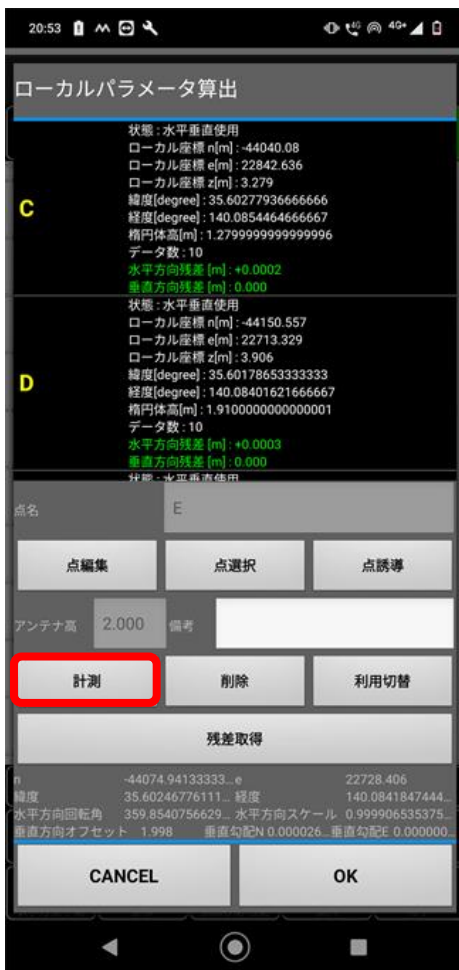 20:53
4G 4G+
ローカルパラメータ算出
C
状態 : 水平垂直使用
ローカル座標 n[m] : -44040.08
ローカル座標 e[m] : 22842.636
ローカル座標 z[m] : 3.279
緯度[degree] : 35.60277936666666
経度[degree] : 140.0854464666667
楕円体高[m] : 1.2799999999999996
データ数 : 10
水平方向残差 [m] : +0.0002
垂直方向残差 [m] : 0.000
D
状態 : 水平垂直使用
ローカル座標 n[m] : -44150.557
ローカル座標 e[m] : 22713.329
ローカル座標 z[m] : 3.906
緯度[degree] : 35.60178653333333
経度[degree] : 140.08401621666667
楕円体高[m] : 1.9100000000000001
データ数 : 10
水平方向残差 [m] : +0.0003
垂直方向残差 [m] : 0.000
状態 : 水平垂直使用
点名 E
点編集 点選択 点誘導
アンテナ高 2.000 備考
計測 削除 利用切替
残差取得
n -44074.94133333... e 22728.406
緯度 35.60246776111... 経度 140.0841847444...
水平方向回転角 359.8540756629... 水平方向スケール 0.999906535375...
垂直方向オフセット 1.998 垂直勾配N 0.000026... 垂直勾配E 0.000000...
CANCEL OK